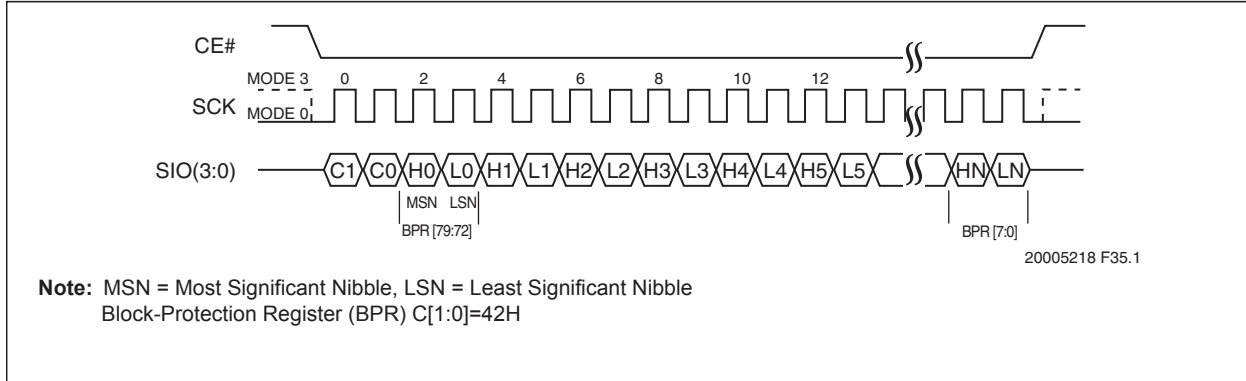 CE#
MODE 3 0 2 4 6 8 10 12
SCK MODE 0
SIO(3:0) C1 C0 H0 L0 H1 L1 H2 L2 H3 L3 H4 L4 H5 L5 HN LN
MSN LSN
BPR [79:72] BPR [7:0]
20005218 F35.1
Note: MSN = Most Significant Nibble, LSN = Least Significant Nibble
Block-Protection Register (BPR) C[1:0]=42H